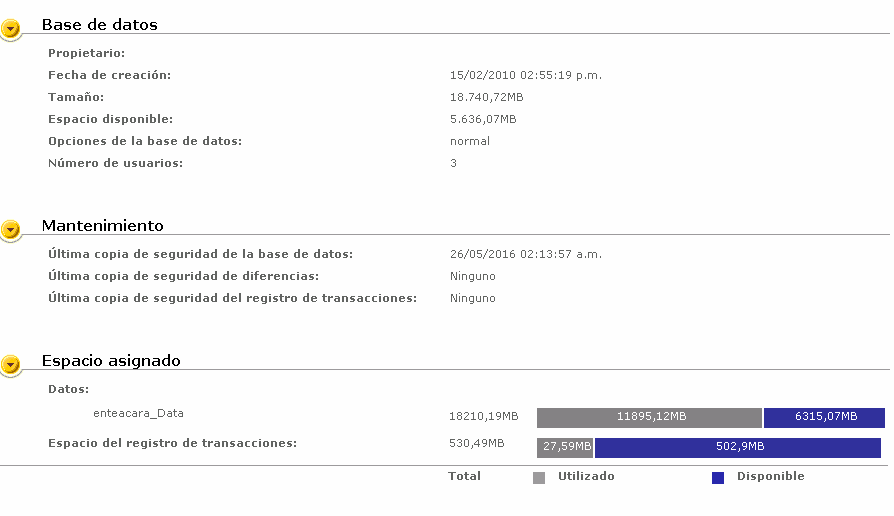 Base de datos
Propietario:
Fecha de creación: 15/02/2010 02:55:19 p.m.
Tamaño: 18.740,72MB
Espacio disponible: 5.636,07MB
Opciones de la base de datos: normal
Número de usuarios: 3
Mantenimiento
Última copia de seguridad de la base de datos: 26/05/2016 02:13:57 a.m.
Última copia de seguridad de diferencias: Ninguno
Última copia de seguridad del registro de transacciones: Ninguno
Espacio asignado
Datos:
enteacara_Data 18210,19MB 11895,12MB 6315,07MB
Espacio del registro de transacciones: 530,49MB 27,59MB 502,9MB
Total Utilizado Disponible